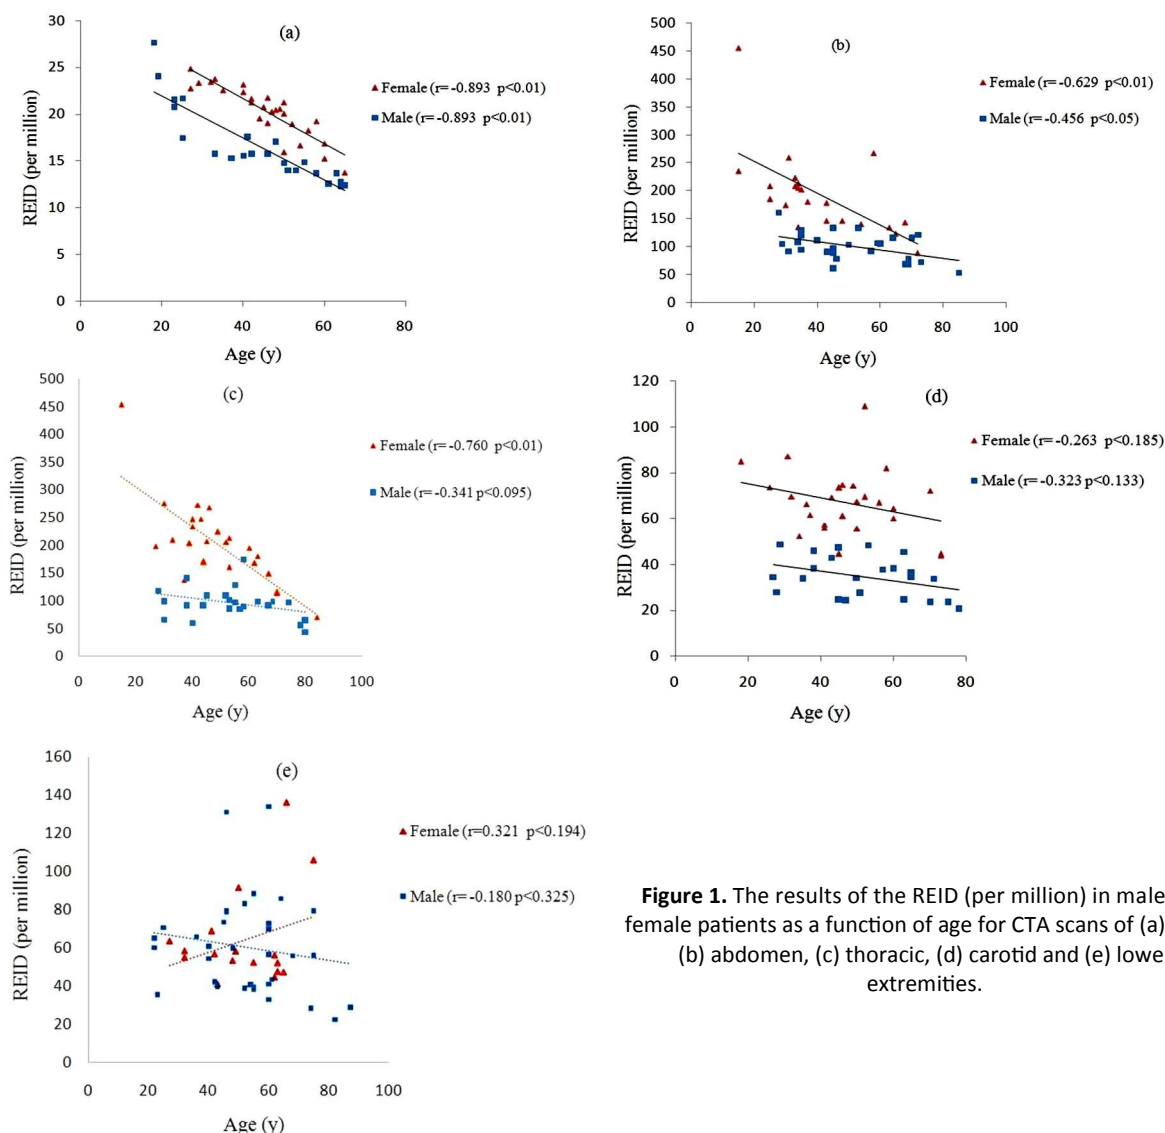 (a)
30
25
20
15
10
5
0
0 20 40 60 80
REID (per million)
Age (y)
Female (r= -0.893 p<0.01)
Male (r= -0.893 p<0.01)
(b)
500
450
400
350
300
250
200
150
100
50
0
0 20 40 60 80 100
REID (per million)
Age (y)
Female (r= -0.629 p<0.01)
Male (r= -0.456 p<0.05)
(c)
500
450
400
350
300
250
200
150
100
50
0
0 20 40 60 80 100
REID (per million)
Age (y)
Female (r= -0.760 p<0.01)
Male (r= -0.341 p<0.095)
(d)
120
100
80
60
40
20
0
0 20 40 60 80
REID (per million)
Age (y)
Female (r= -0.263 p<0.185)
Male (r= -0.323 p<0.133)
(e)
160
140
120
100
80
60
40
20
0
0 20 40 60 80 100
REID (per million)
Age (y)
Female (r=0.321 p<0.194)
Male (r= -0.180 p<0.325)
Figure 1. The results of the REID (per million) in male
female patients as a function of age for CTA scans of (a)
(b) abdomen, (c) thoracic, (d) carotid and (e) lowe
extremities.